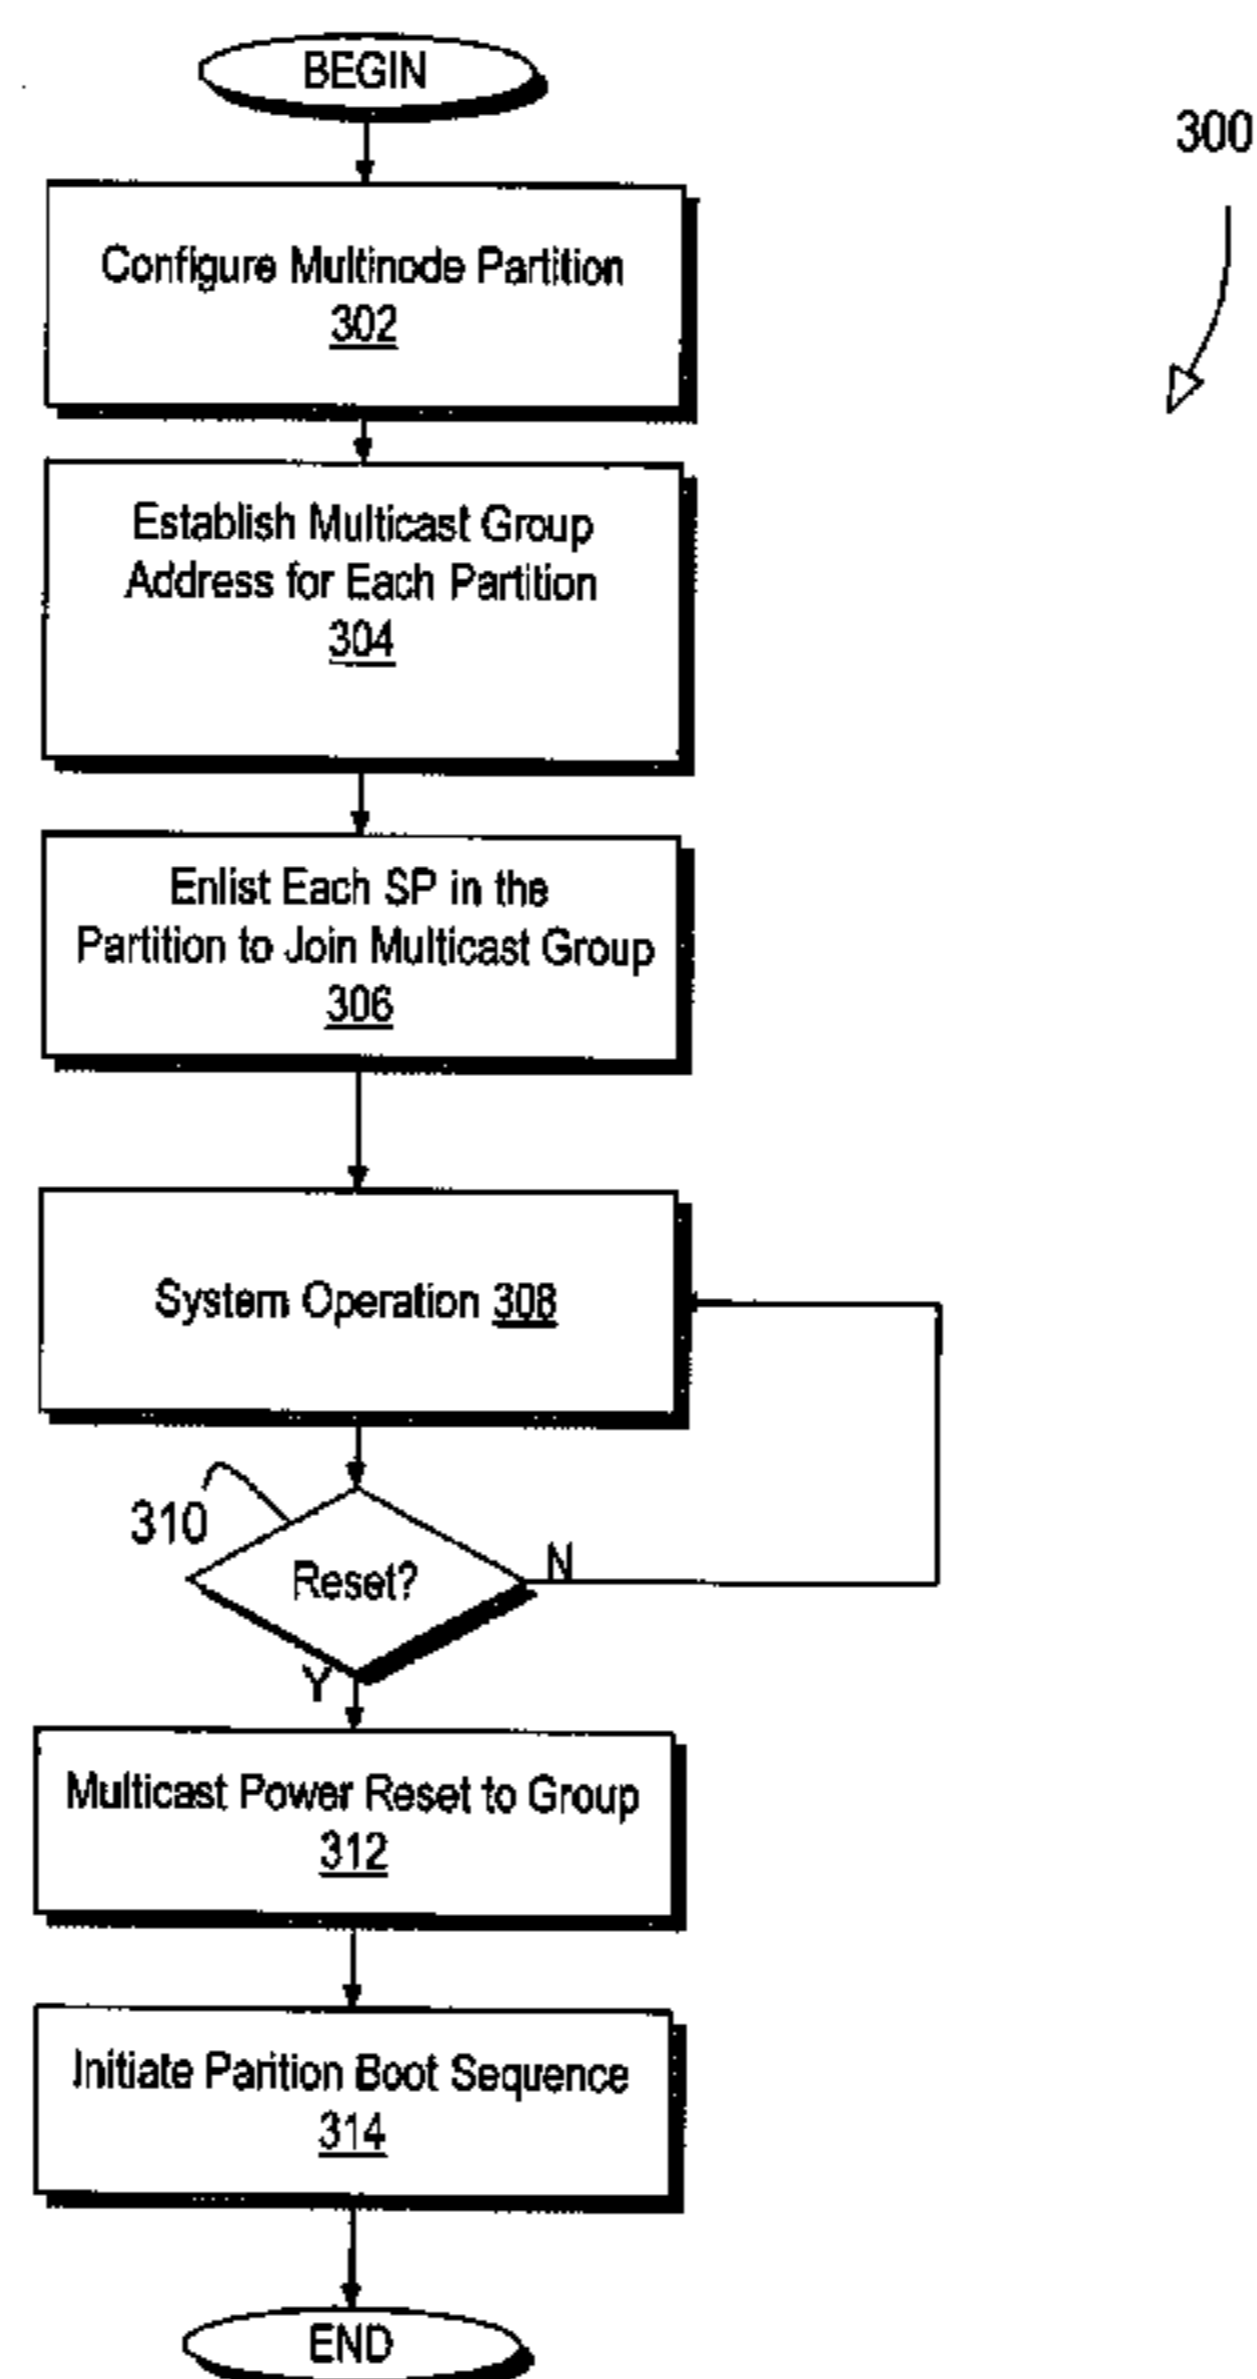 BEGIN
300
Configure Multinode Partition
302
Establish Multicast Group
Address for Each Partition
304
Enlist Each SP in the
Partition to Join Multicast Group
306
System Operation 308
310
Reset?
N
Y
Multicast Power Reset to Group
312
Initiate Parition Boot Sequence
314
END